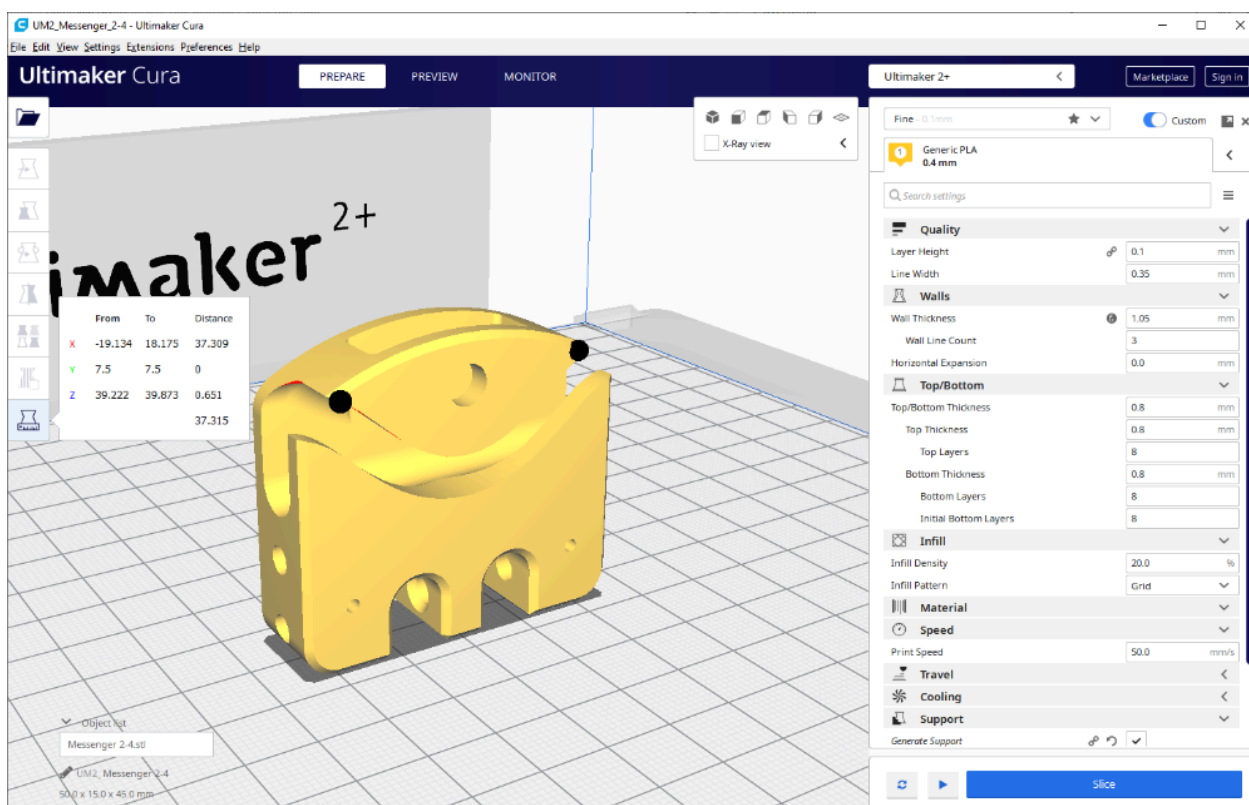 UM2_Messenger_2-4 - Ultimaker Cura
File Edit View Settings Extensions Preferences Help
Ultimaker Cura
PREPARE
PREVIEW
MONITOR
Ultimaker 2+
Marketplace
Sign in
X-Ray view
Fine - 0.1mm
Custom
1
Generic PLA
0.4 mm
Search settings
Quality
Layer Height 0.1 mm
Line Width 0.35 mm
Walls
Wall Thickness 1.05 mm
Wall Line Count 3
Horizontal Expansion 0.0 mm
Top/Bottom
Top/Bottom Thickness 0.8 mm
Top Thickness 0.8 mm
Top Layers 8
Bottom Thickness 0.8 mm
Bottom Layers 8
Initial Bottom Layers 8
Infill
Infill Density 20.0 %
Infill Pattern Grid
Material
Speed
Print Speed 50.0 mm/s
Travel
Cooling
Support
Generate Support
Slice
imaker 2+
From To Distance
X -19.134 18.175 37.309
Y 7.5 7.5 0
Z 39.222 39.873 0.651
37.315
Object list
Messenger 2-4.stl
UM2_Messenger 2-4
50.0 x 15.0 x 45.0 mm